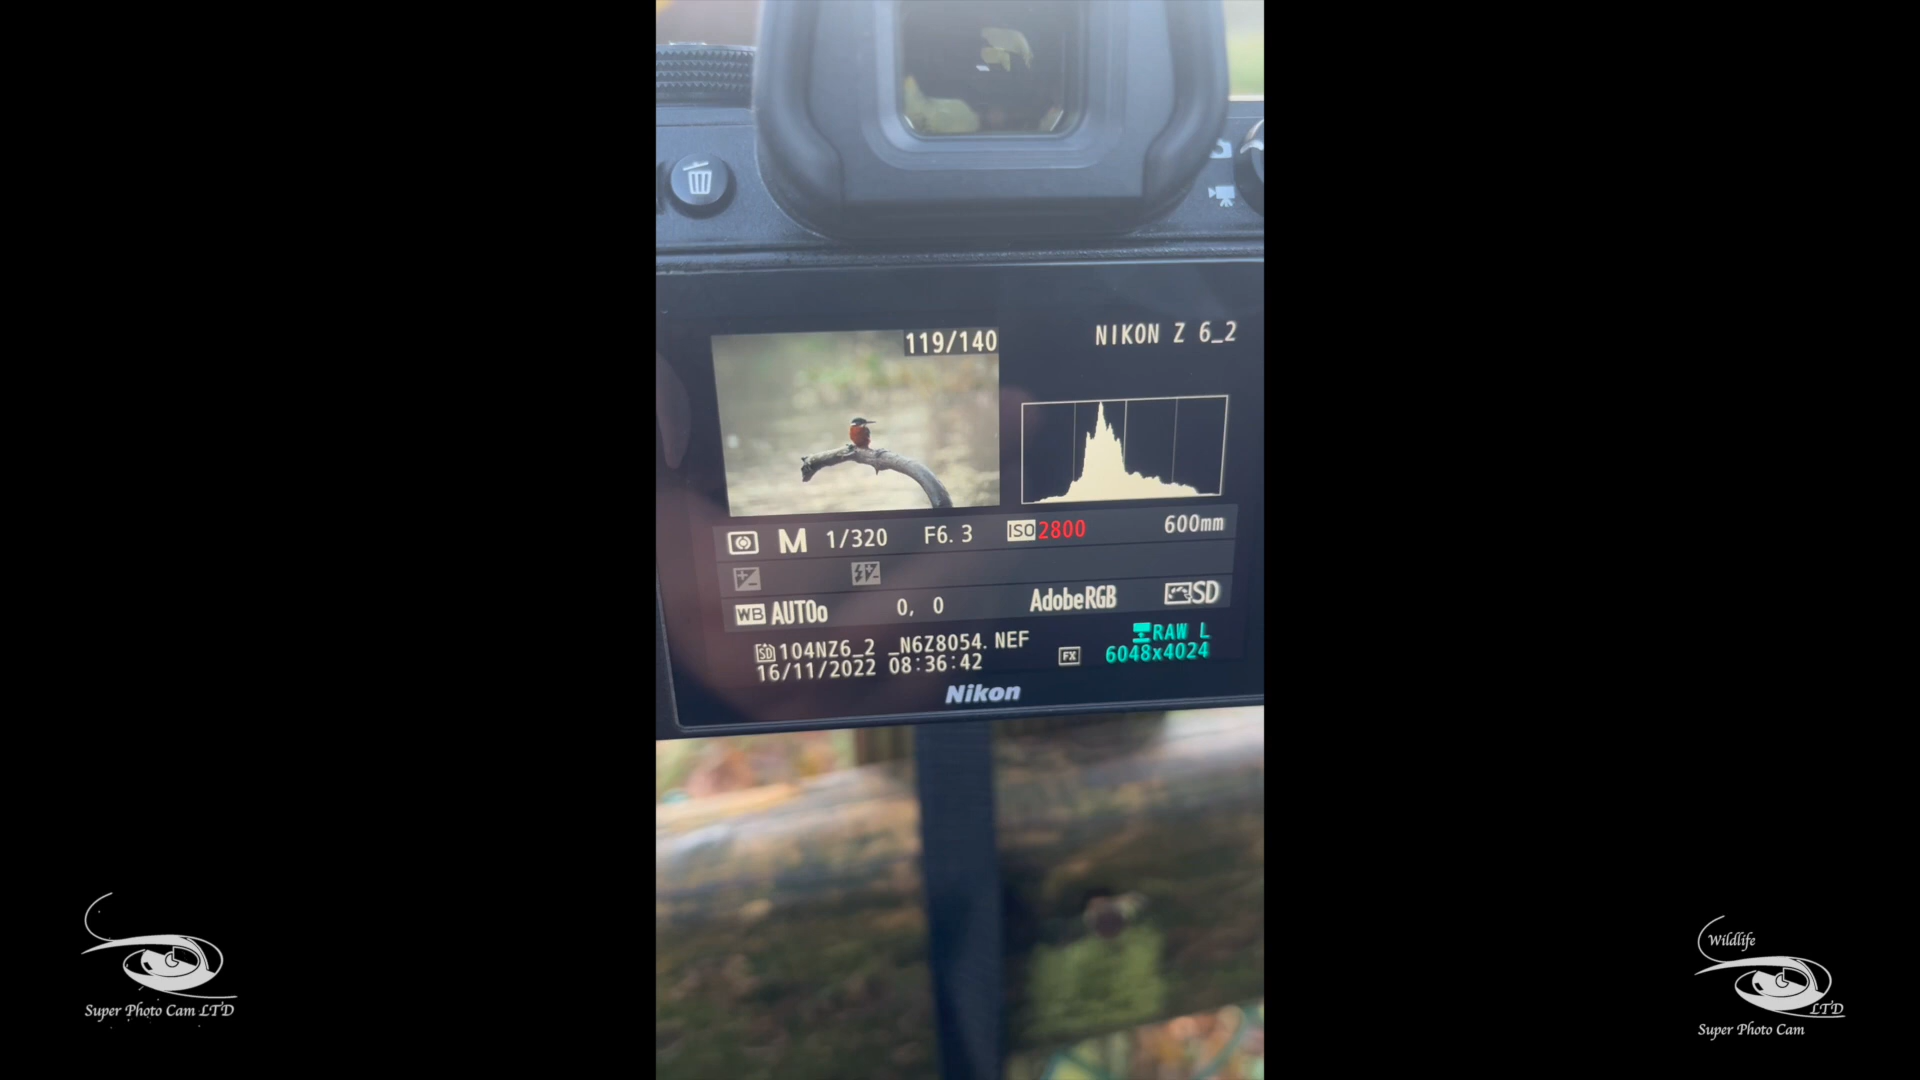 119/140
NIKON Z 6_2
M 1/320 F6.3 ISO 2800 600mm
WB AUTO0 0, 0 AdobeRGB SD
SD 104NZ6_2 _N6Z8054.NEF RAW L
16/11/2022 08:36:42 FX 6048x4024
Nikon
Super Photo Cam LTD
Wildlife
LTD
Super Photo Cam